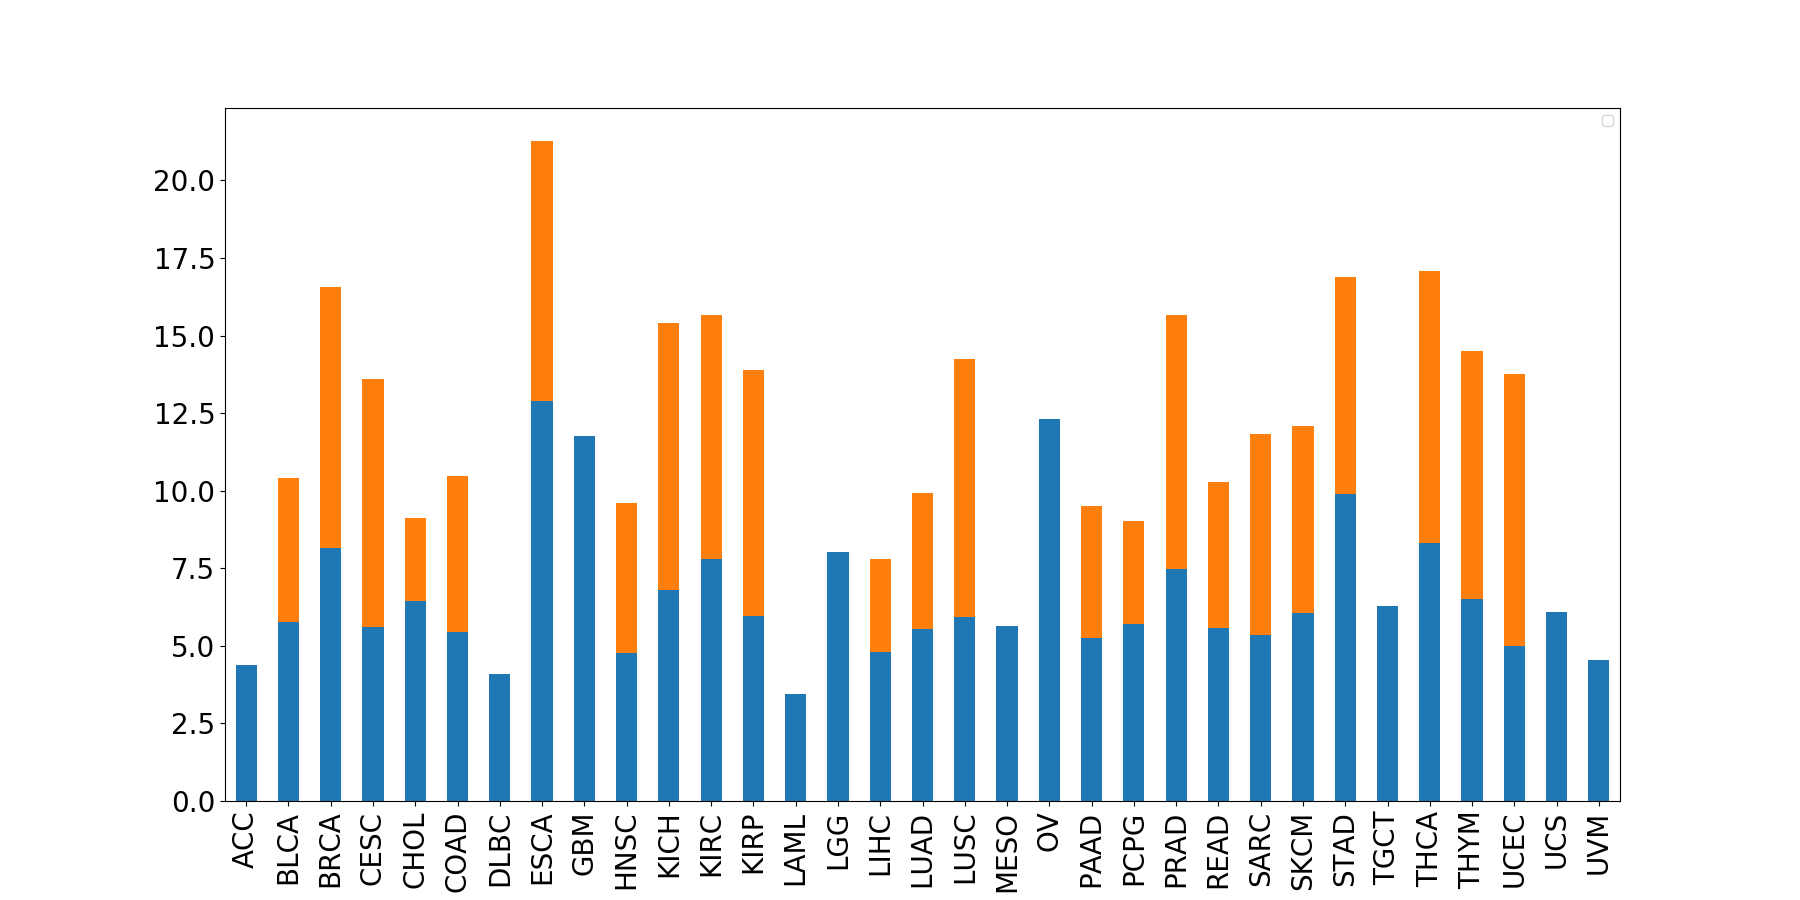 20.0
17.5
15.0
12.5
10.0
7.5
5.0
2.5
0.0
ACC
BLCA
BRCA
CESC
CHOL
COAD
DLBC
ESCA
GBM
HNSC
KICH
KIRC
KIRP
LAML
LGG
LIHC
LUAD
LUSC
MESO
OV
PAAD
PCPG
PRAD
READ
SARC
SKCM
STAD
TGCT
THCA
THYM
UCEC
UCS
UVM